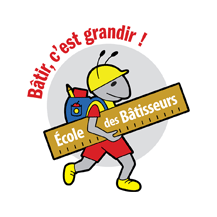 Bâtir, c'est grandir !
École des Bâtisseurs